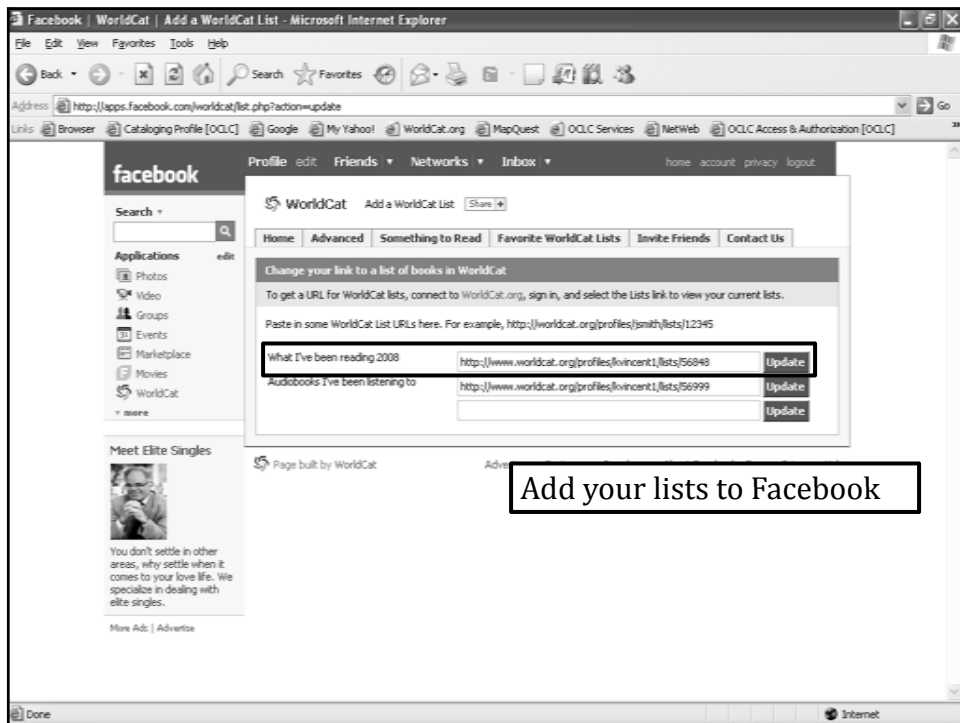 Facebook | WorldCat | Add a WorldCat List - Microsoft Internet Explorer
File Edit View Favorites Tools Help
Back Search Favorites
Address http://apps.facebook.com/worldcat/list.php?action=update Go
Links Browser Cataloging Profile [OCLC] Google My Yahoo! WorldCat.org MapQuest OCLC Services NetWeb OCLC Access & Authorization [OCLC] »
facebook
Profile edit Friends Networks Inbox home account privacy logout
Search
Applications edit
Photos
Video
Groups
31 Events
Marketplace
Movies
WorldCat
more
WorldCat Add a WorldCat List Share +
Home Advanced Something to Read Favorite WorldCat Lists Invite Friends Contact Us
Change your link to a list of books in WorldCat
To get a URL for WorldCat lists, connect to WorldCat.org, sign in, and select the Lists link to view your current lists.
Paste in some WorldCat List URLs here. For example, http://worldcat.org/profiles/jsmith/lists/12345
What I've been reading 2008 http://www.worldcat.org/profiles/kvincent1/lists/56848 Update
Audiobooks I've been listening to http://www.worldcat.org/profiles/kvincent1/lists/56999 Update
Update
Page built by WorldCat
Add your lists to Facebook
Meet Elite Singles
You don't settle in other
areas, why settle when it
comes to your love life. We
specialize in dealing with
elite singles.
More Ads | Advertise
Done Internet